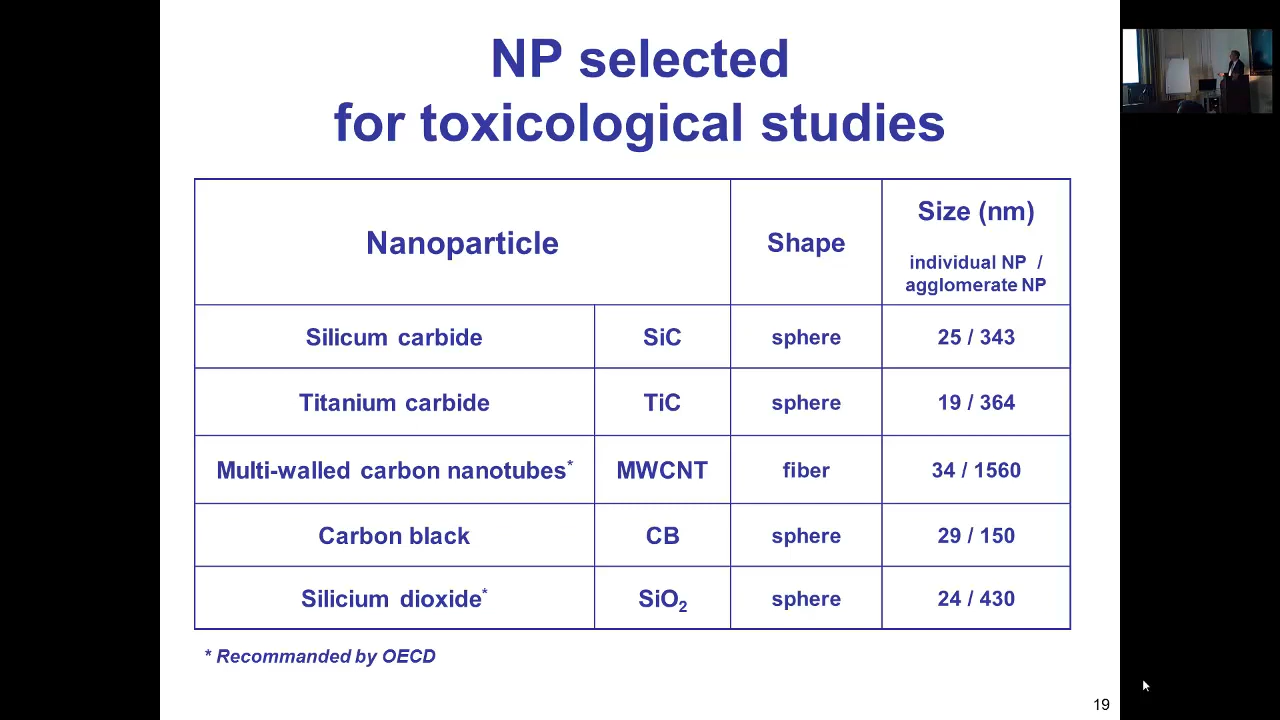 NP selected
for toxicological studies
Nanoparticle
Shape
Size (nm)
individual NP /
agglomerate NP
Silicum carbide SiC sphere 25 / 343
Titanium carbide TiC sphere 19 / 364
Multi-walled carbon nanotubes* MWCNT fiber 34 / 1560
Carbon black CB sphere 29 / 150
Silicium dioxide* SiO₂ sphere 24 / 430
* Recommanded by OECD
19